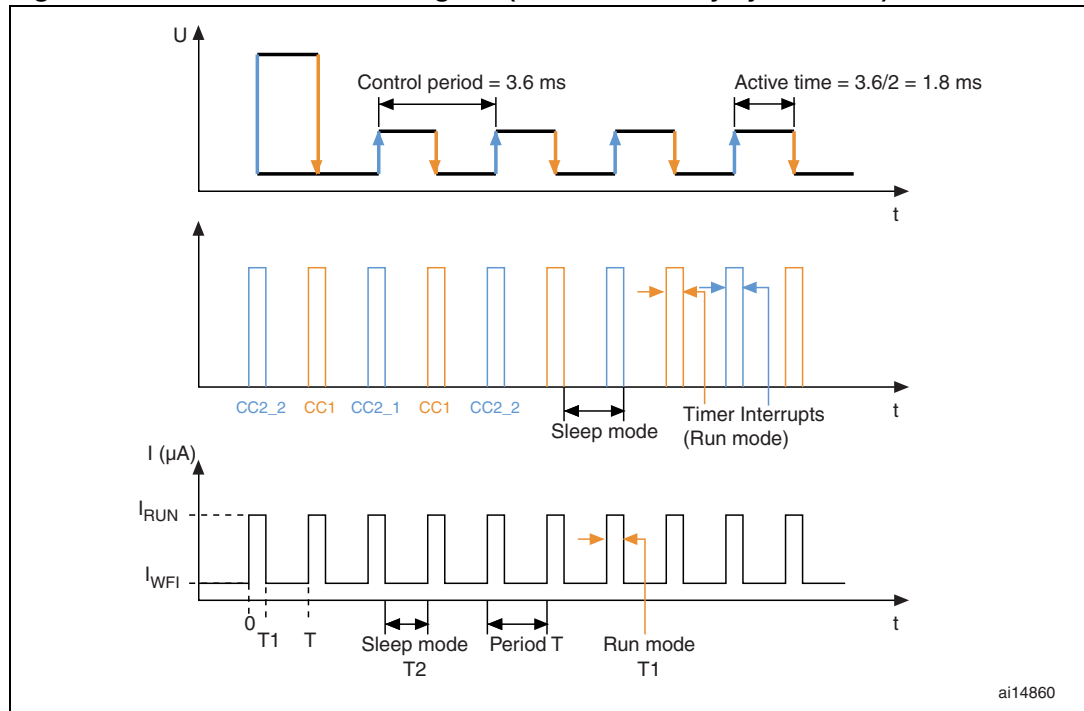 U
Control period = 3.6 ms
Active time = 3.6/2 = 1.8 ms
t
CC2_2 CC1 CC2_1 CC1 CC2_2
Sleep mode
Timer Interrupts
(Run mode)
t
I (µA)
IRUN
IWFI
0
T1 T
Sleep mode
T2
Period T
Run mode
T1
t
ai14860